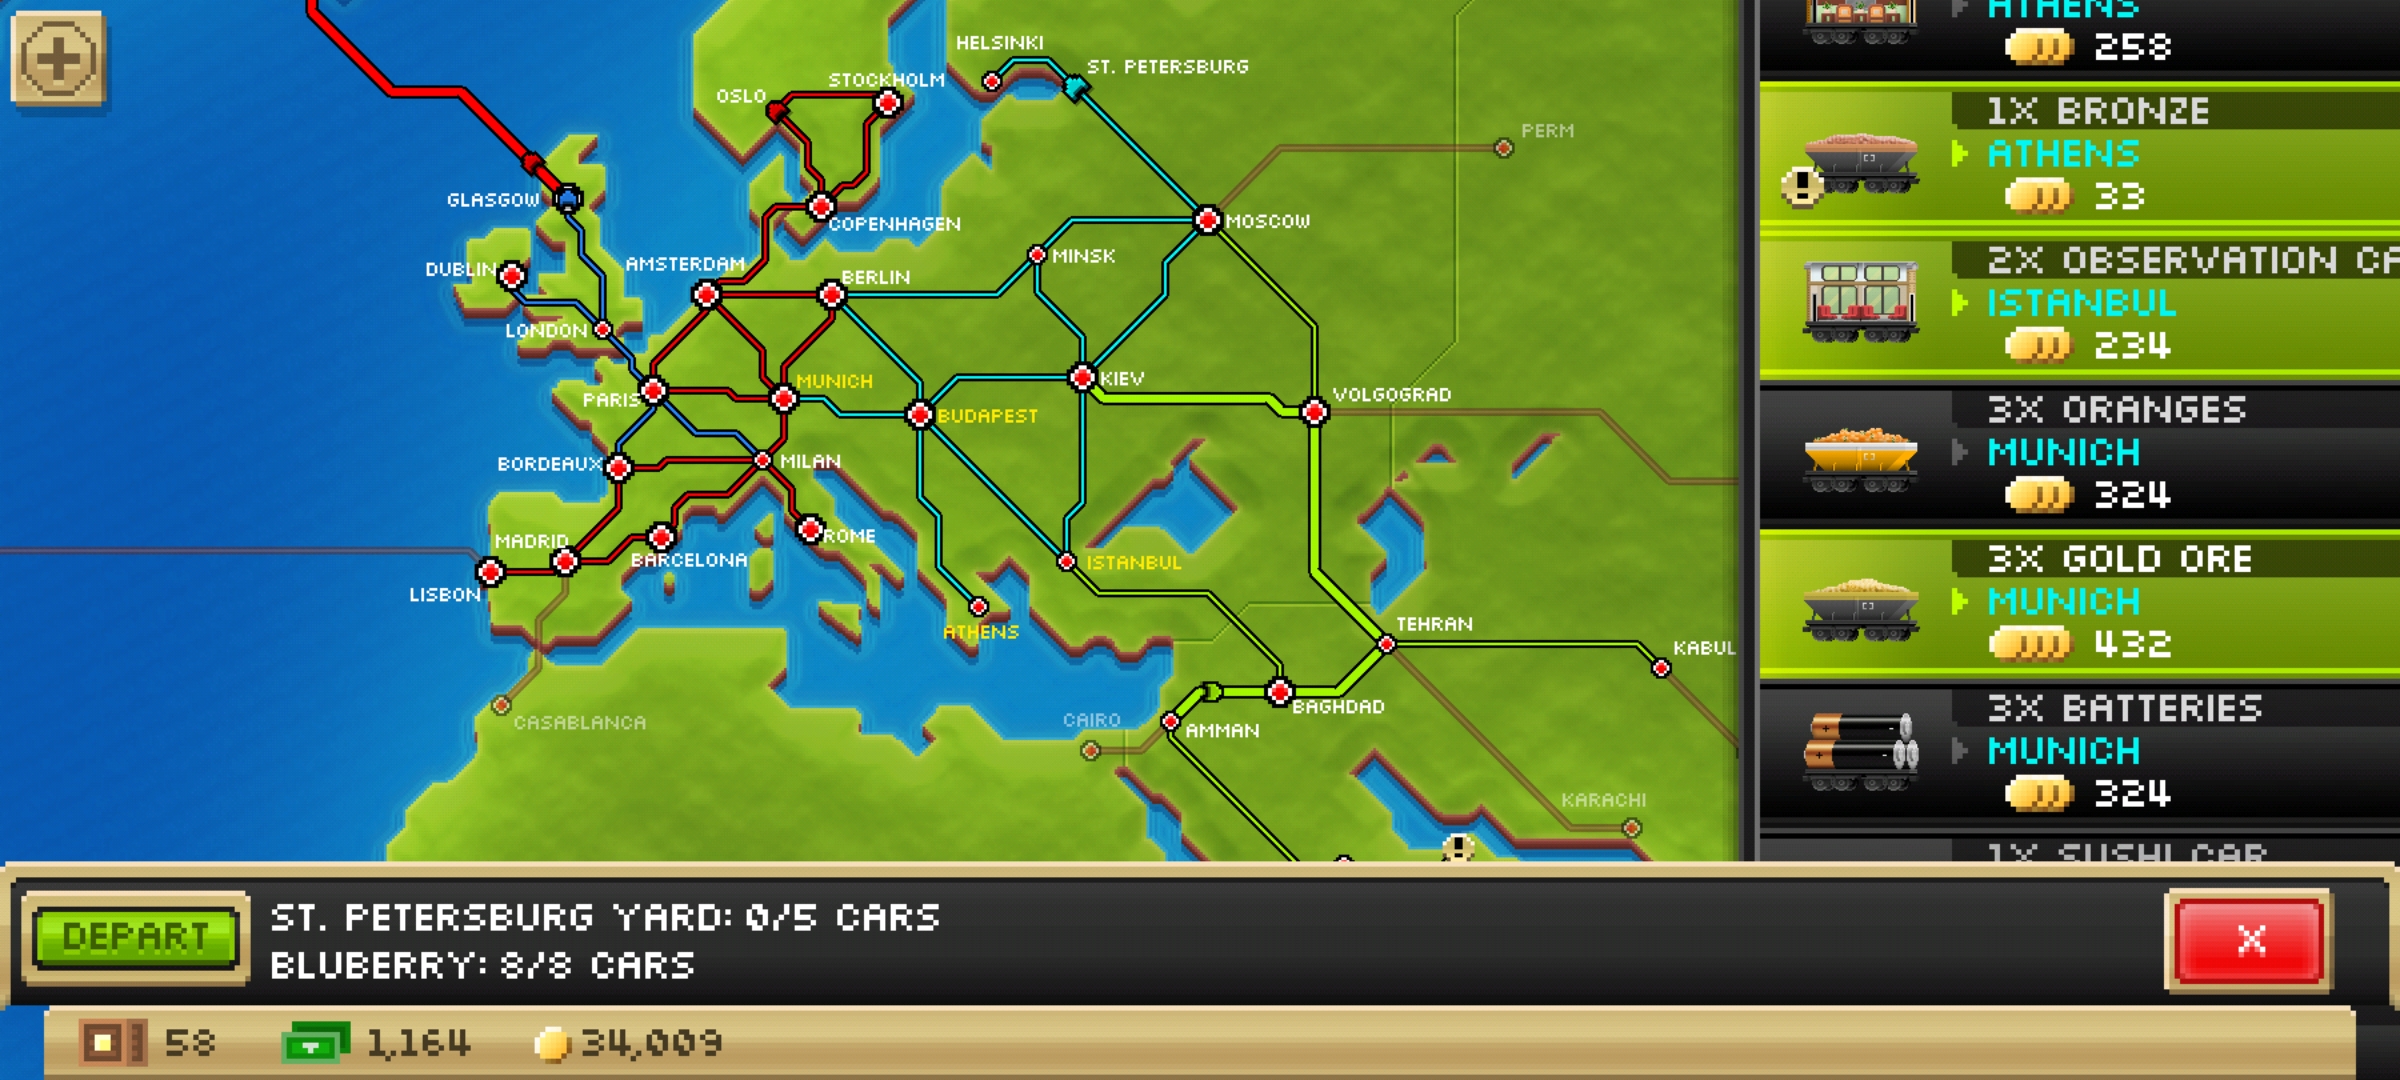 HELSINKI
ST. PETERSBURG
STOCKHOLM
OSLO
PERM
GLASGOW
COPENHAGEN
MOSCOW
MINSK
DUBLIN
AMSTERDAM
BERLIN
LONDON
MUNICH
KIEV
PARIS
BUDAPEST
VOLGOGRAD
BORDEAUX
MILAN
MADRID
ROME
BARCELONA
ISTANBUL
LISBON
ATHENS
TEHRAN
KABUL
CASABLANCA
CAIRO
BAGHDAD
AMMAN
KARACHI
ATHENS
258
1X BRONZE
ATHENS
33
2X OBSERVATION CA
ISTANBUL
234
3X ORANGES
MUNICH
324
3X GOLD ORE
MUNICH
432
3X BATTERIES
MUNICH
324
1X SUSHI CAR
DEPART
ST. PETERSBURG YARD: 0/5 CARS
BLUBERRY: 8/8 CARS
X
58
1,164
34,009